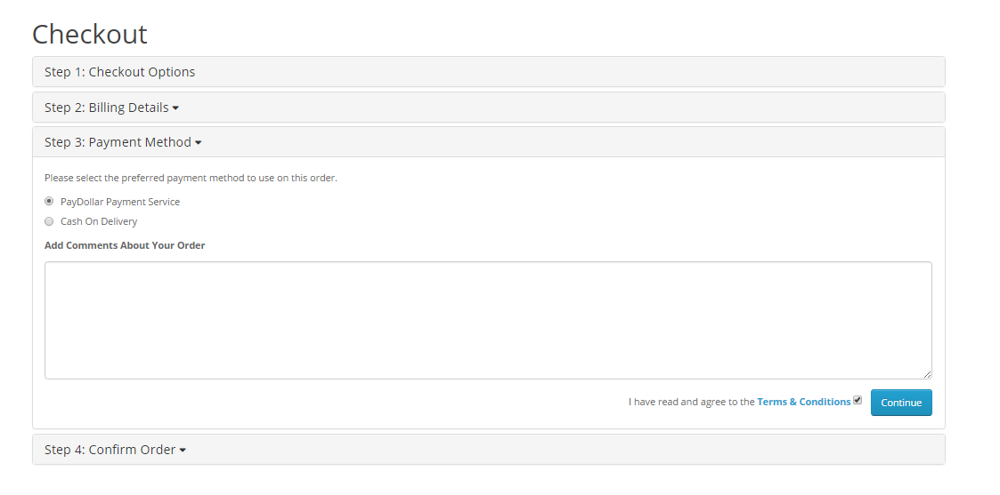 Checkout
Step 1: Checkout Options
Step 2: Billing Details
Step 3: Payment Method
Please select the preferred payment method to use on this order.
PayDollar Payment Service
Cash On Delivery
Add Comments About Your Order
I have read and agree to the Terms & Conditions
Continue
Step 4: Confirm Order